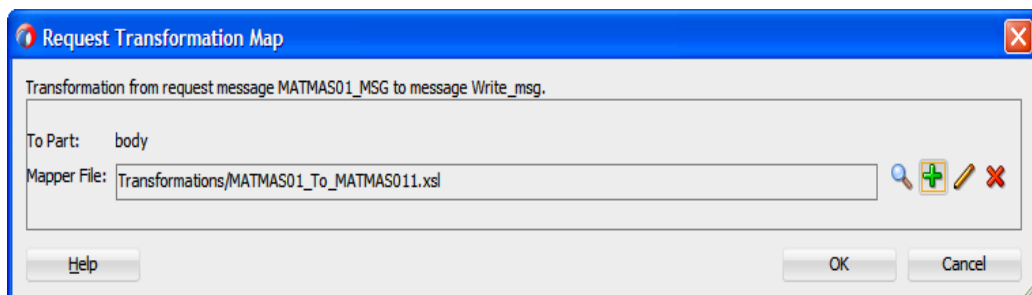 Request Transformation Map
Transformation from request message MATMAS01_MSG to message Write_msg.
To Part: body
Mapper File: Transformations/MATMAS01_To_MATMAS011.xsl
Help OK Cancel